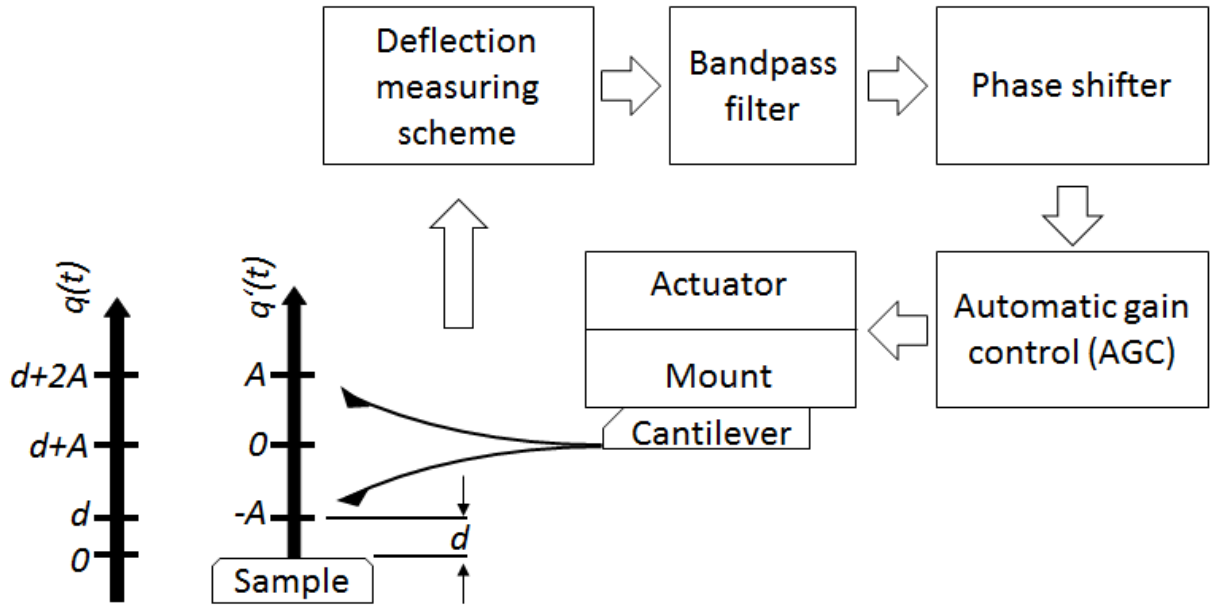 Deflection
measuring
scheme
Bandpass
filter
Phase shifter
Actuator
Mount
Cantilever
Automatic gain
control (AGC)
q(t)
d+2A
d+A
d
0
q‘(t)
A
0
-A
d
Sample